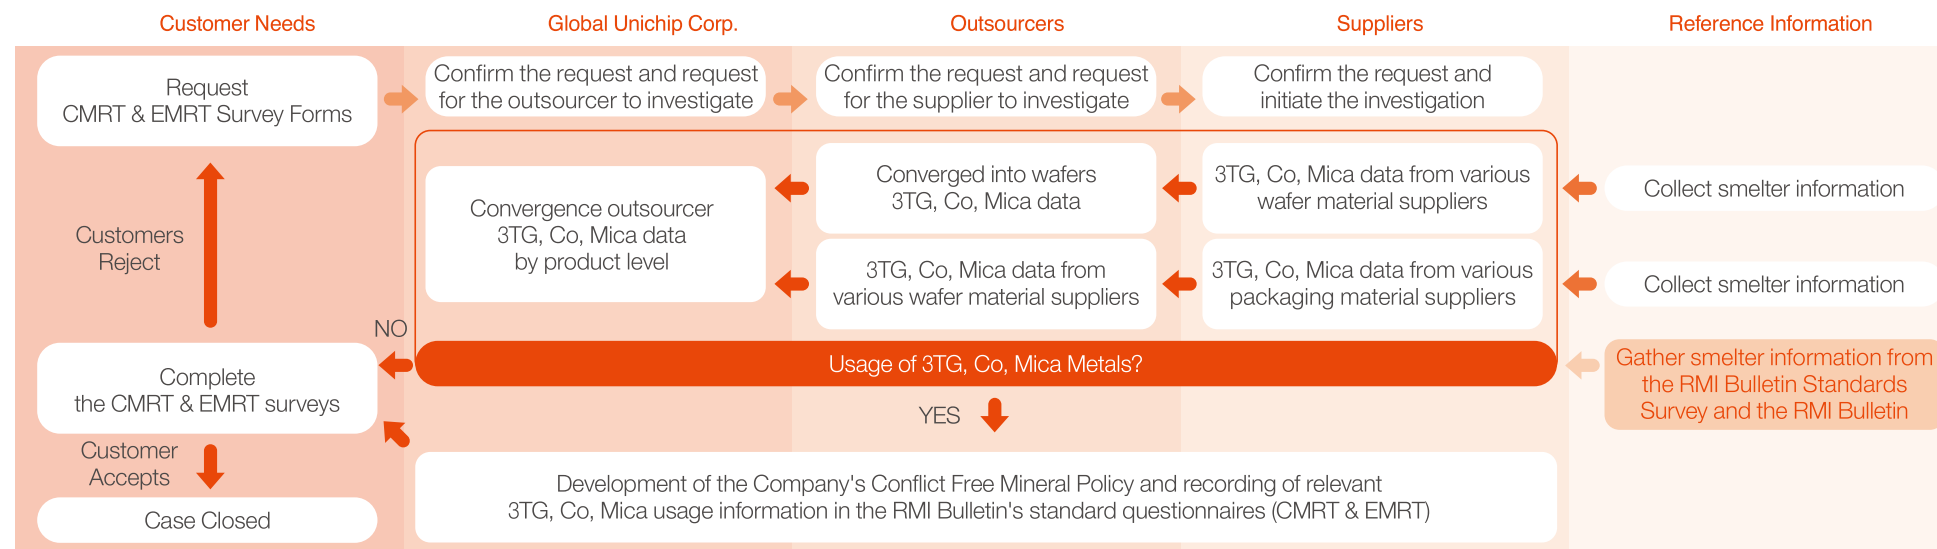 Customer Needs
Global Unichip Corp.
Outsourcers
Suppliers
Reference Information
Request
CMRT & EMRT Survey Forms
Confirm the request and request
for the outsourcer to investigate
Confirm the request and request
for the supplier to investigate
Confirm the request and
initiate the investigation
Convergence outsourcer
3TG, Co, Mica data
by product level
Converged into wafers
3TG, Co, Mica data
3TG, Co, Mica data from various
wafer material suppliers
Collect smelter information
3TG, Co, Mica data from
various wafer material suppliers
3TG, Co, Mica data from various
packaging material suppliers
Collect smelter information
Customers
Reject
NO
Usage of 3TG, Co, Mica Metals?
Gather smelter information from
the RMI Bulletin Standards
Survey and the RMI Bulletin
Complete
the CMRT & EMRT surveys
YES
Customer
Accepts
Development of the Company's Conflict Free Mineral Policy and recording of relevant
3TG, Co, Mica usage information in the RMI Bulletin's standard questionnaires (CMRT & EMRT)
Case Closed